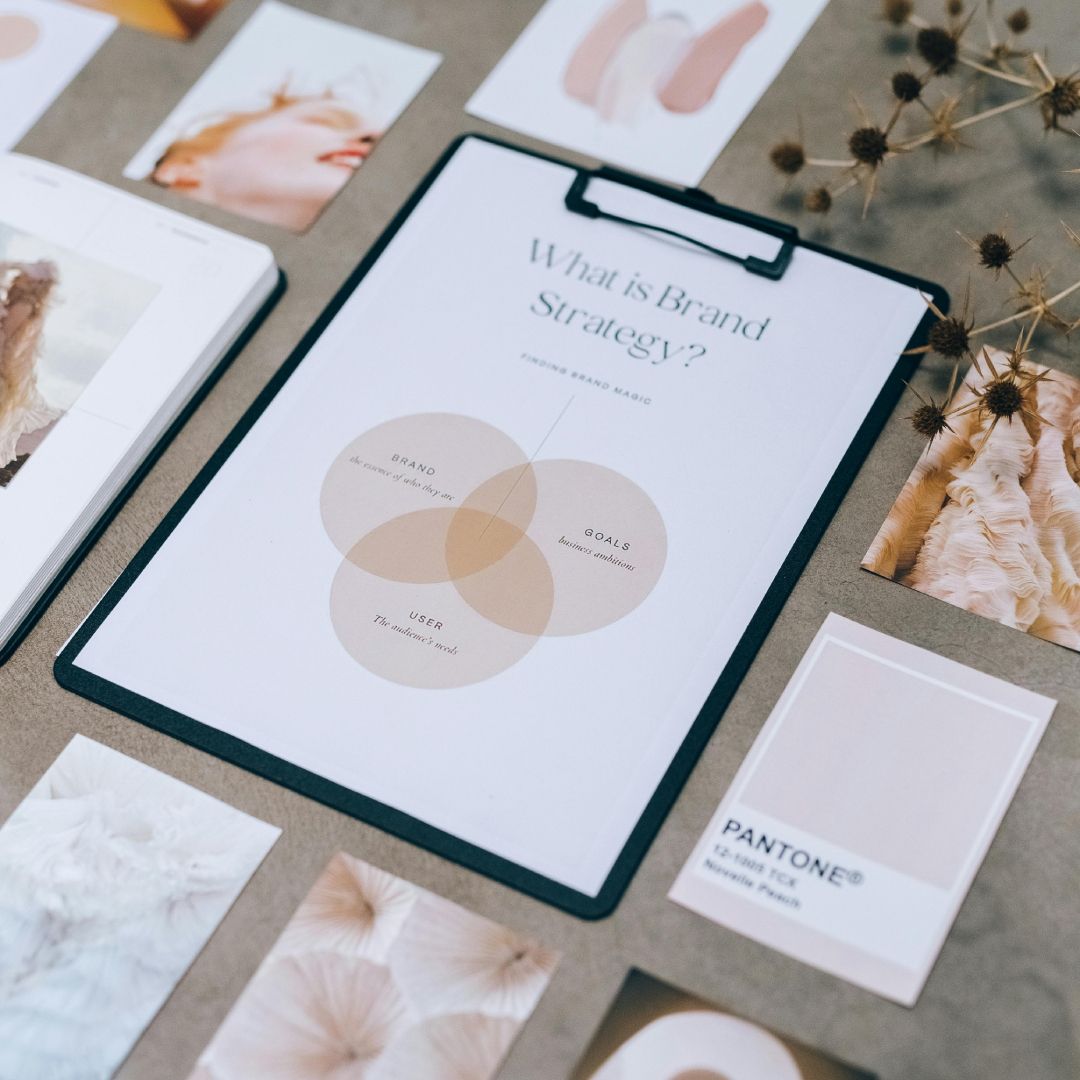 What is Brand
Strategy?
FINDING BRAND MAGIC
BRAND
the essence of who they are
GOALS
business ambitions
USER
The audience's needs
PANTONE®
12-1005 TCX
Novelle Peach